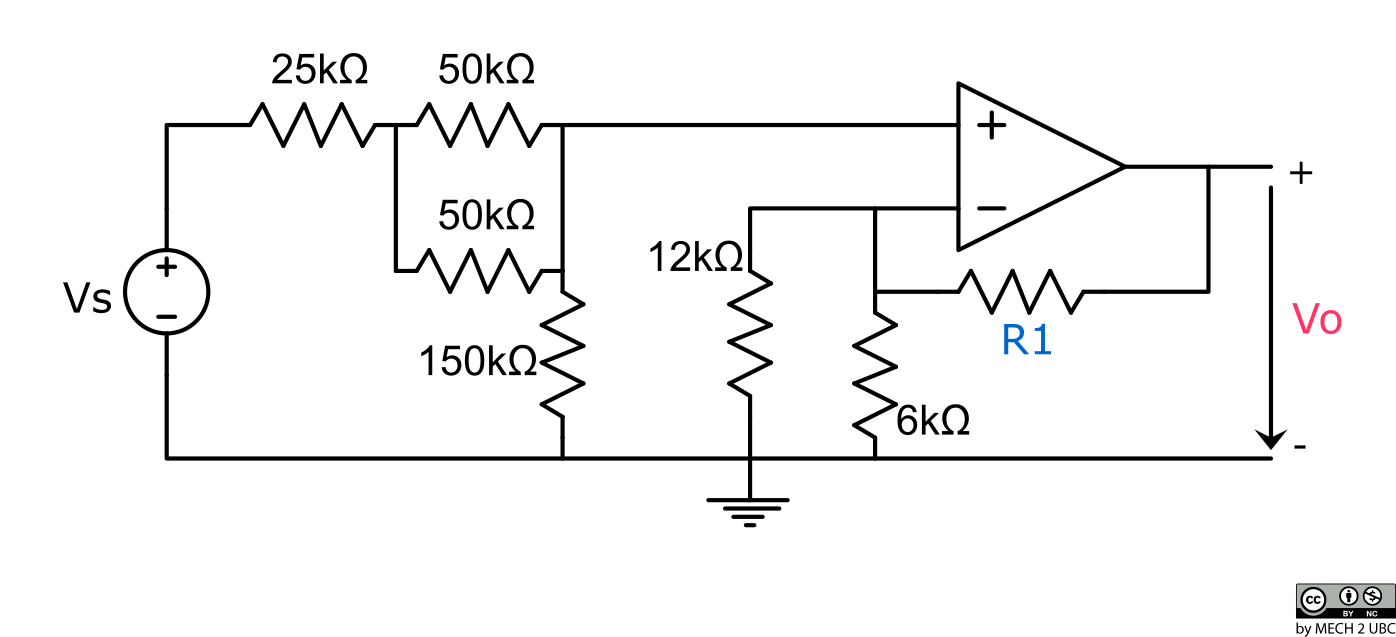 25kΩ
50kΩ
+
50kΩ
+
−
12kΩ
Vs
+
−
R1
Vo
150kΩ
6kΩ
-
cc
BY NC
by MECH 2 UBC